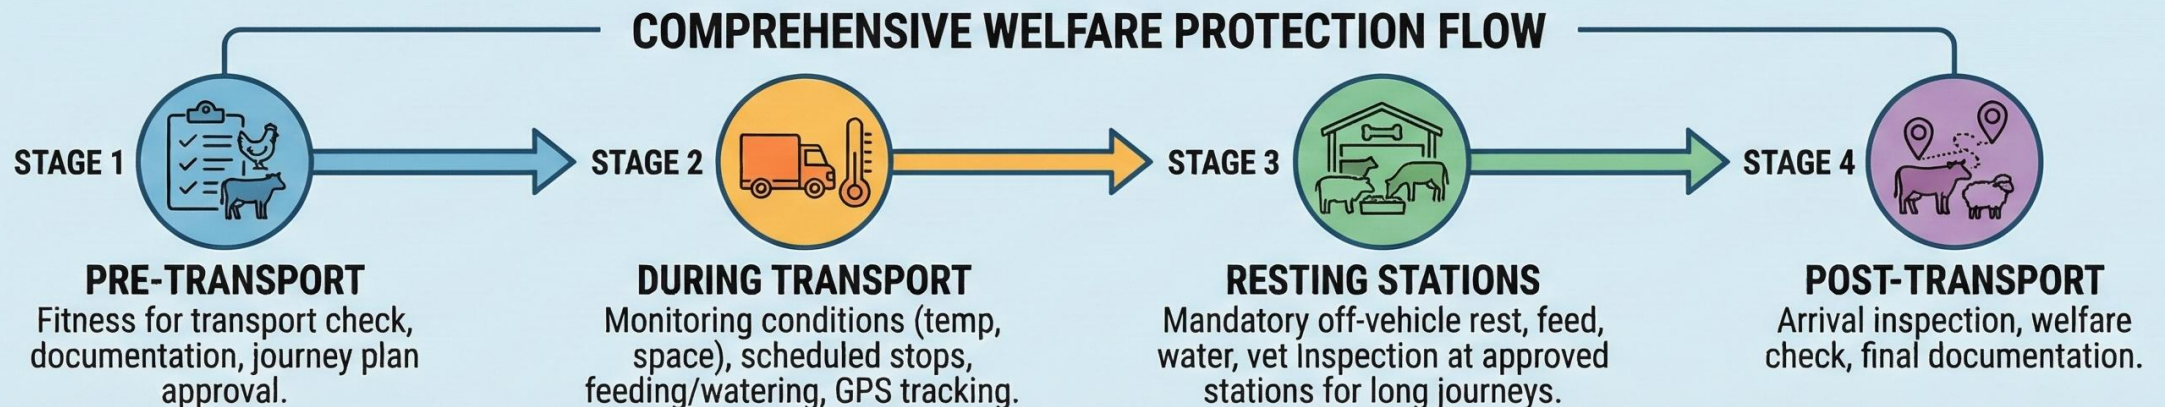 COMPREHENSIVE WELFARE PROTECTION FLOW
STAGE 1
PRE-TRANSPORT
Fitness for transport check,
documentation, journey plan
approval.
STAGE 2
DURING TRANSPORT
Monitoring conditions (temp,
space), scheduled stops,
feeding/watering, GPS tracking.
STAGE 3
RESTING STATIONS
Mandatory off-vehicle rest, feed,
water, vet Inspection at approved
stations for long journeys.
STAGE 4
POST-TRANSPORT
Arrival inspection, welfare
check, final documentation.